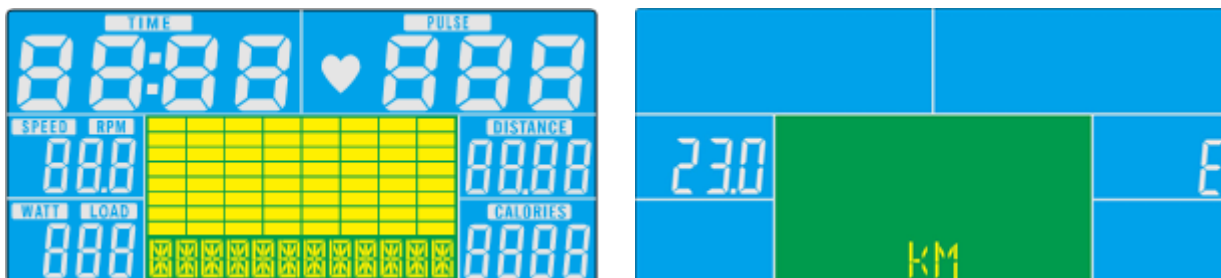 TIME PULSE
88:88 888
SPEED RPM DISTANCE
88.8 88.88
WATT LOAD CALORIES
888 8888
23.0 E
KM